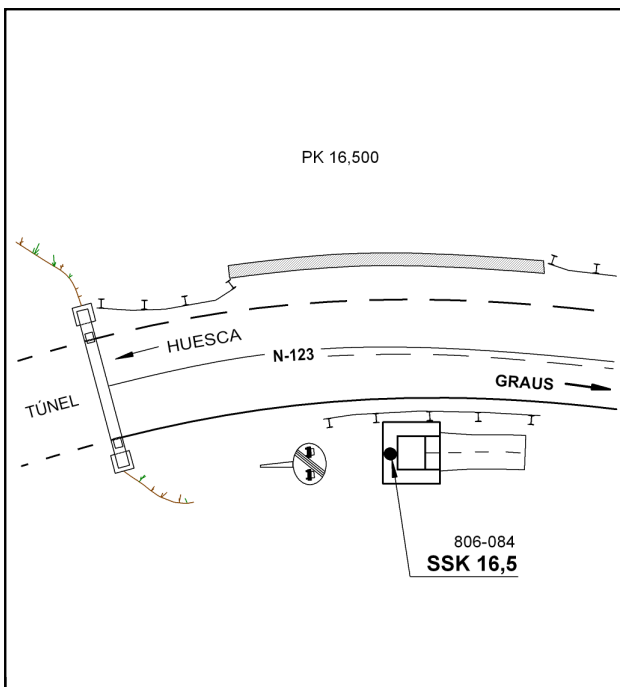 PK 16,500
HUESCA
N-123
GRAUS
TÚNEL
806-084
SSK 16,5